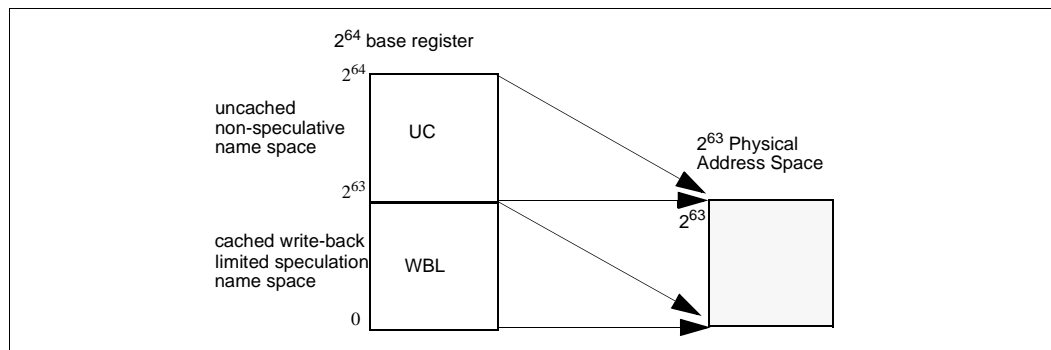 2^64 base register
2^64
uncached
non-speculative
name space
UC
2^63 Physical
Address Space
2^63
2^63
cached write-back
limited speculation
name space
WBL
0